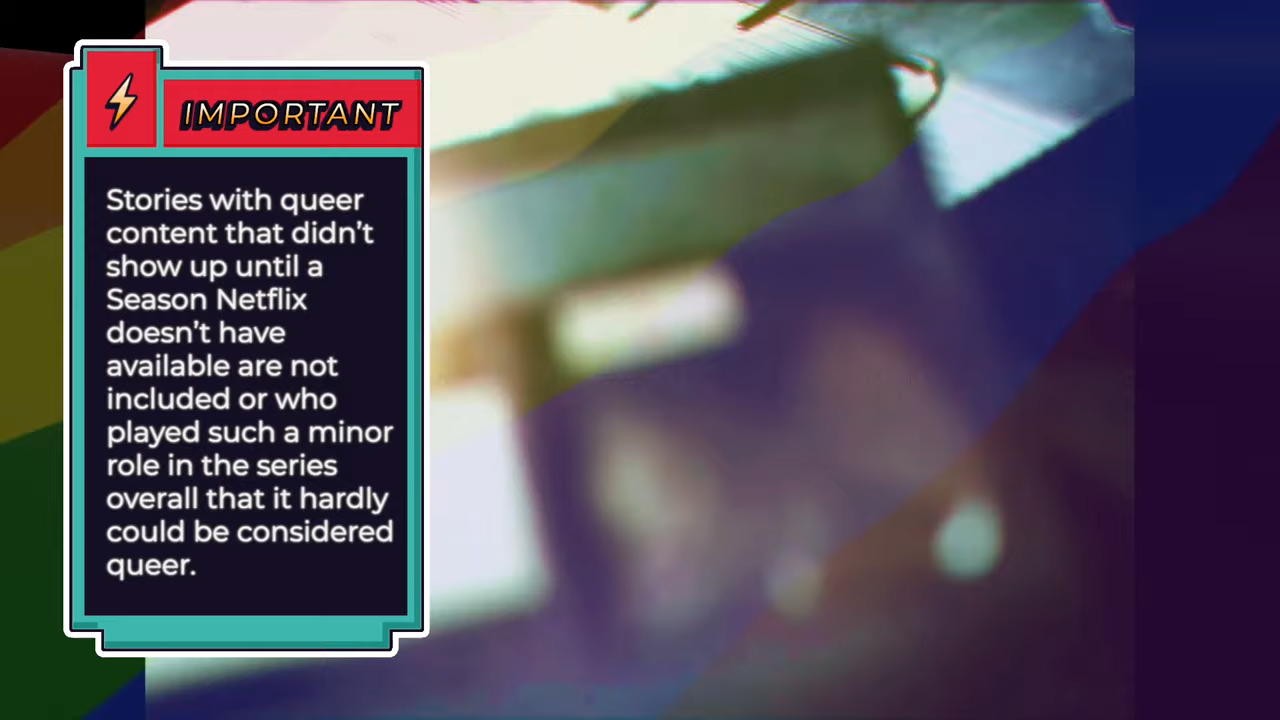 IMPORTANT
Stories with queer
content that didn't
show up until a
Season Netflix
doesn't have
available are not
included or who
played such a minor
role in the series
overall that it hardly
could be considered
queer.